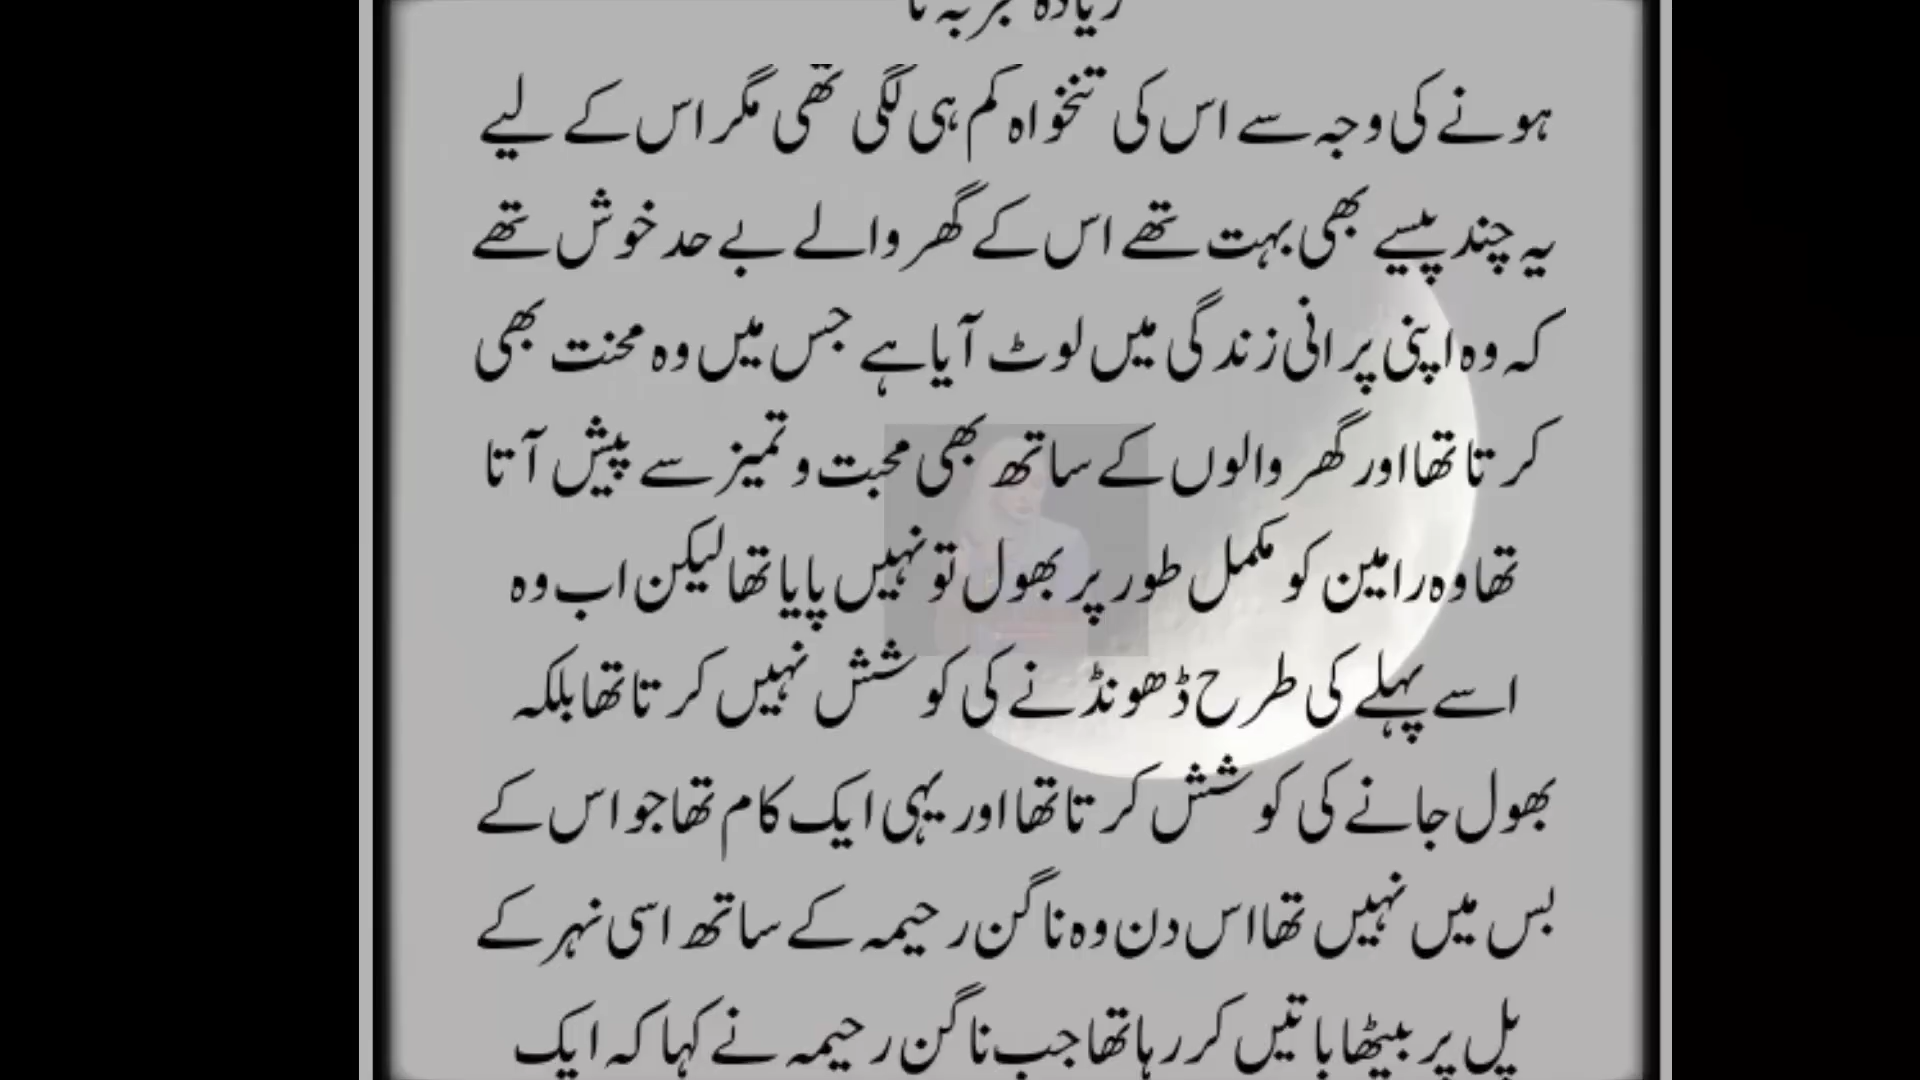 زیادہ تجربہ نا
ہونے کی وجہ سے اس کی تنخواہ کم ہی لگی تھی مگر اس کے لیے
یہ چند پیسے بھی بہت تھے اس کے گھر والے بے حد خوش تھے
کہ وہ اپنی پرانی زندگی میں لوٹ آیا ہے جس میں وہ محنت بھی
کرتا تھا اور گھر والوں کے ساتھ بھی محبت و تمیز سے پیش آتا
تھا وہ رامین کو مکمل طور پر بھول تو نہیں پایا تھا لیکن اب وہ
اسے پہلے کی طرح ڈھونڈنے کی کوشش نہیں کرتا تھا بلکہ
بھول جانے کی کوشش کرتا تھا اور یہی ایک کام تھا جو اس کے
بس میں نہیں تھا اس دن وہ ناگن رحیمہ کے ساتھ اسی نہر کے
پل پر بیٹھا باتیں کر رہا تھا جب ناگن رحیمہ نے کہا کہ ایک